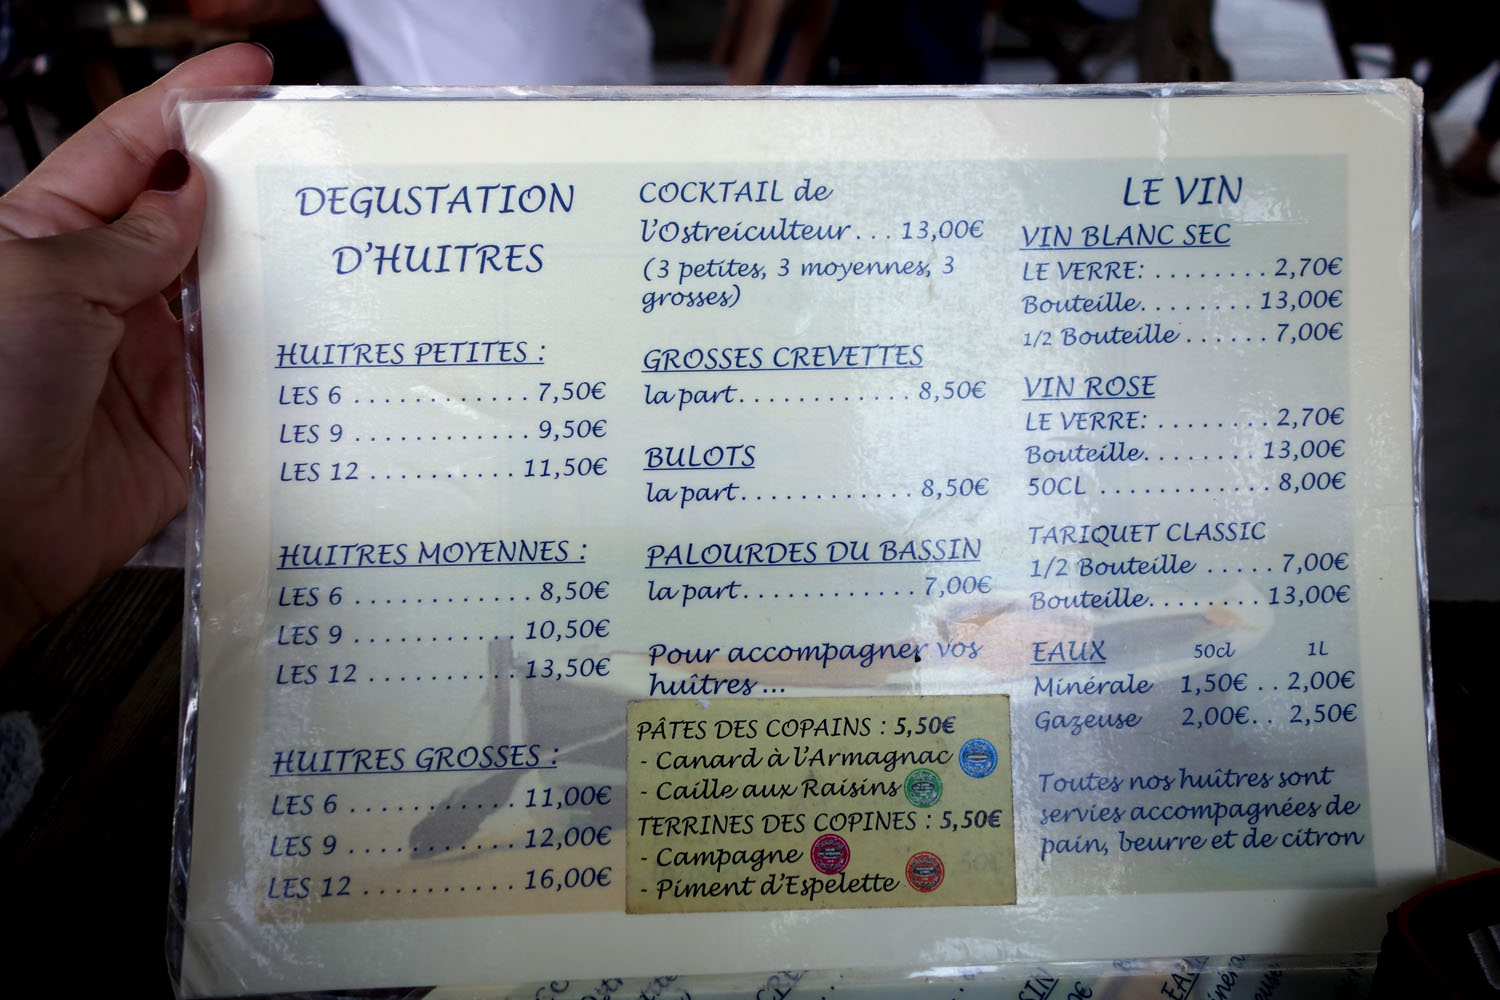 DEGUSTATION
D'HUITRES
HUITRES PETITES :
LES 6 . . . . . . . . . . . . 7,50€
LES 9 . . . . . . . . . . . . 9,50€
LES 12 . . . . . . . . . . 11,50€
HUITRES MOYENNES :
LES 6 . . . . . . . . . . . . 8,50€
LES 9 . . . . . . . . . . . 10,50€
LES 12 . . . . . . . . . . 13,50€
HUITRES GROSSES :
LES 6 . . . . . . . . . . . 11,00€
LES 9 . . . . . . . . . . . 12,00€
LES 12 . . . . . . . . . . 16,00€
COCKTAIL de
l'Ostreiculteur . . . 13,00€
(3 petites, 3 moyennes, 3
grosses)
GROSSES CREVETTES
la part. . . . . . . . . . . . 8,50€
BULOTS
la part. . . . . . . . . . . . 8,50€
PALOURDES DU BASSIN
la part. . . . . . . . . . . . 7,00€
Pour accompagner vos
huîtres ...
PÂTES DES COPAINS : 5,50€
- Canard à l'Armagnac
- Caille aux Raisins
TERRINES DES COPINES : 5,50€
- Campagne
- Piment d'Espelette
LE VIN
VIN BLANC SEC
LE VERRE: . . . . . . . . 2,70€
Bouteille. . . . . . . . 13,00€
1/2 Bouteille . . . . . . 7,00€
VIN ROSE
LE VERRE: . . . . . . . . 2,70€
Bouteille. . . . . . . . 13,00€
50CL . . . . . . . . . . . . 8,00€
TARIQUET CLASSIC
1/2 Bouteille . . . . . 7,00€
Bouteille. . . . . . . . 13,00€
EAUX 50cl 1L
Minérale 1,50€ . . 2,00€
Gazeuse 2,00€. . 2,50€
Toutes nos huîtres sont
servies accompagnées de
pain, beurre et de citron